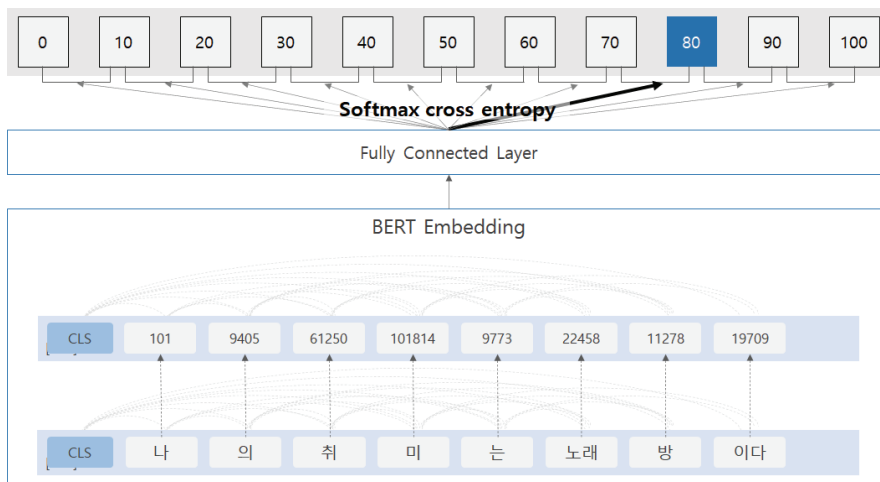 0 10 20 30 40 50 60 70 80 90 100
Softmax cross entropy
Fully Connected Layer
BERT Embedding
CLS 101 9405 61250 101814 9773 22458 11278 19709
CLS 나 의 취 미 는 노래 방 이다